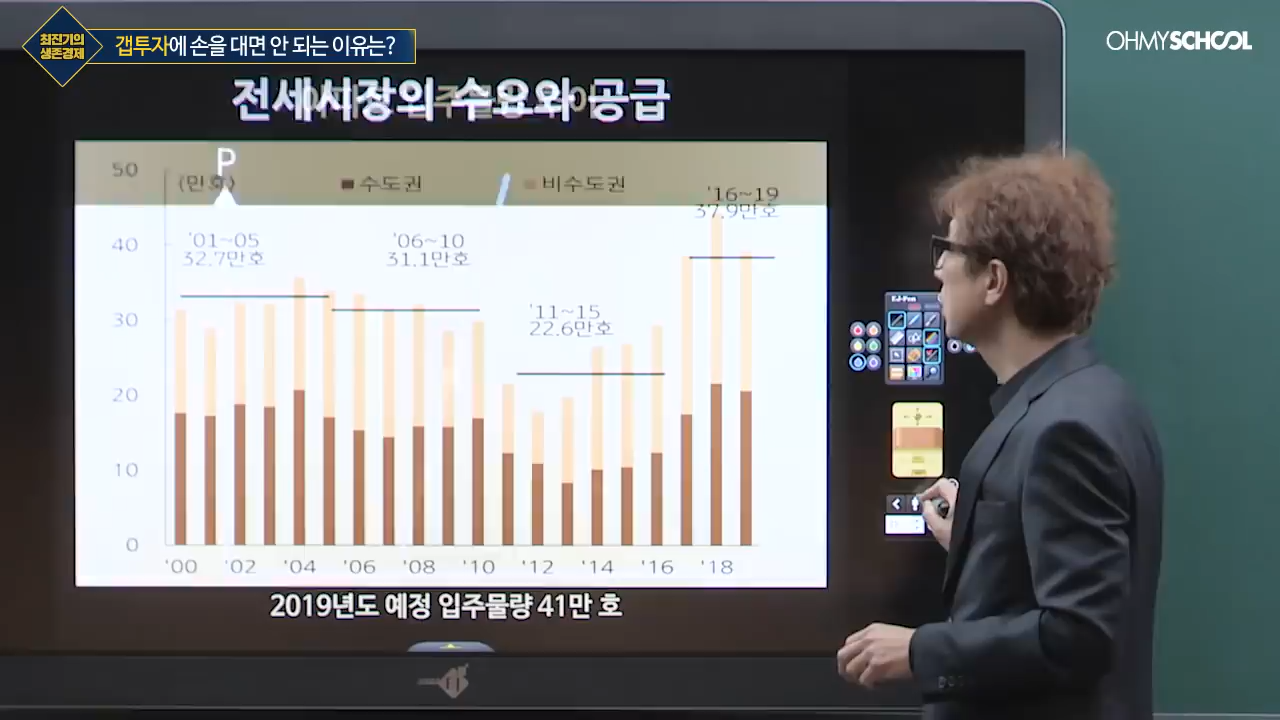 최진기의
생존경제
갭투자에 손을 대면 안 되는 이유는?
OHMYSCHOOL
전세시장의 수요와 공급
P
50
(만호)
수도권
비수도권
'16~19
37.9만호
40
'01~05
32.7만호
'06~10
31.1만호
30
'11~15
22.6만호
20
10
0
'00 '02 '04 '06 '08 '10 '12 '14 '16 '18
2019년도 예정 입주물량 41만 호
EJ-Pen